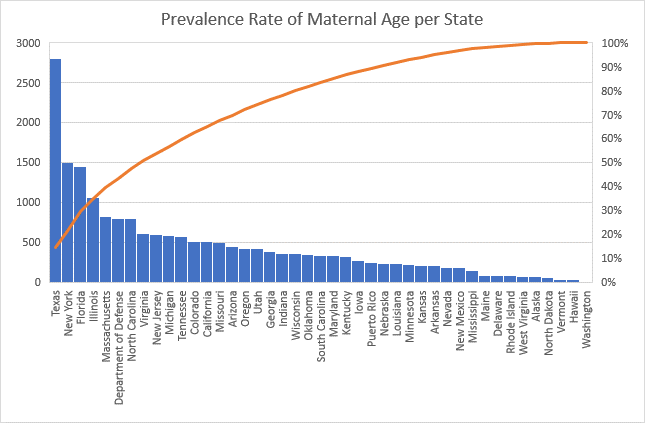 Prevalence Rate of Maternal Age per State
3000
2500
2000
1500
1000
500
0
100%
90%
80%
70%
60%
50%
40%
30%
20%
10%
0%
Texas
New York
Florida
Illinois
Massachusetts
Department of Defense
North Carolina
Virginia
New Jersey
Michigan
Tennessee
Colorado
California
Missouri
Arizona
Oregon
Utah
Georgia
Indiana
Wisconsin
Oklahoma
South Carolina
Maryland
Kentucky
Iowa
Puerto Rico
Nebraska
Louisiana
Minnesota
Kansas
Arkansas
Nevada
New Mexico
Mississippi
Maine
Delaware
Rhode Island
West Virginia
Alaska
North Dakota
Vermont
Hawaii
Washington